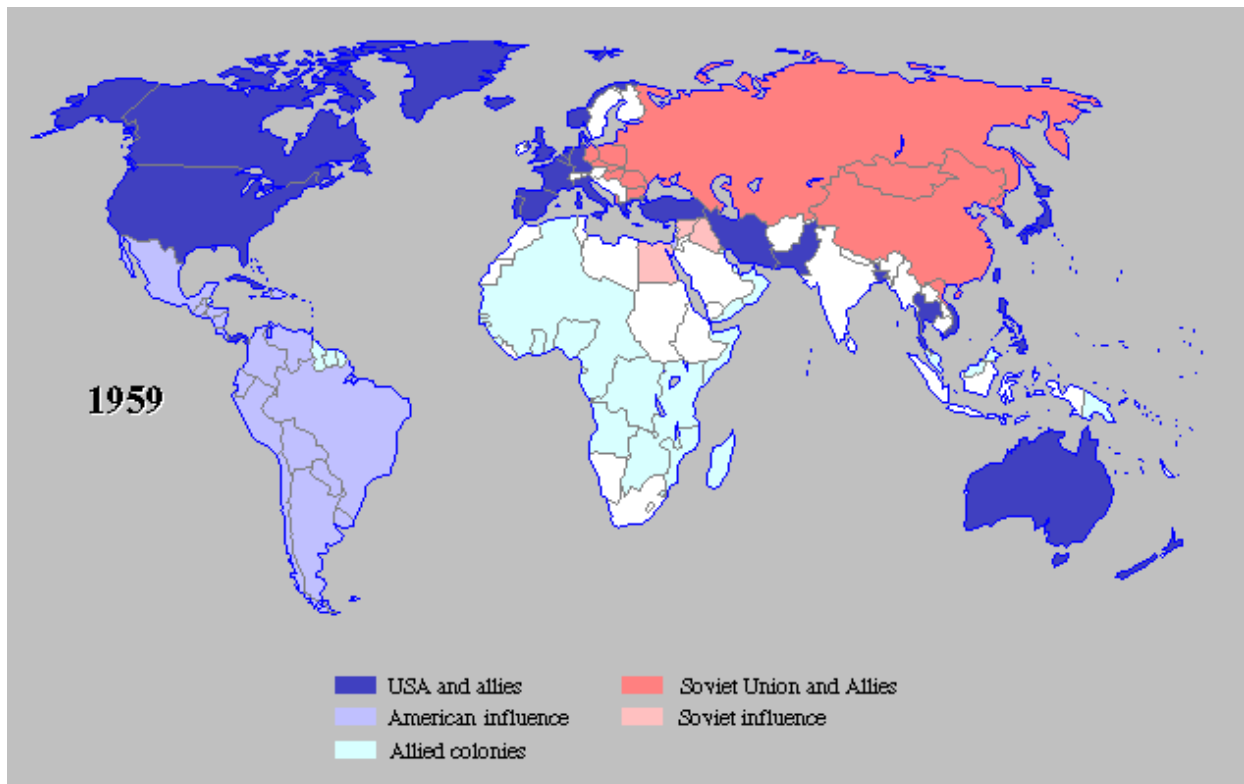 1959
USA and allies
Soviet Union and Allies
American influence
Soviet influence
Allied colonies